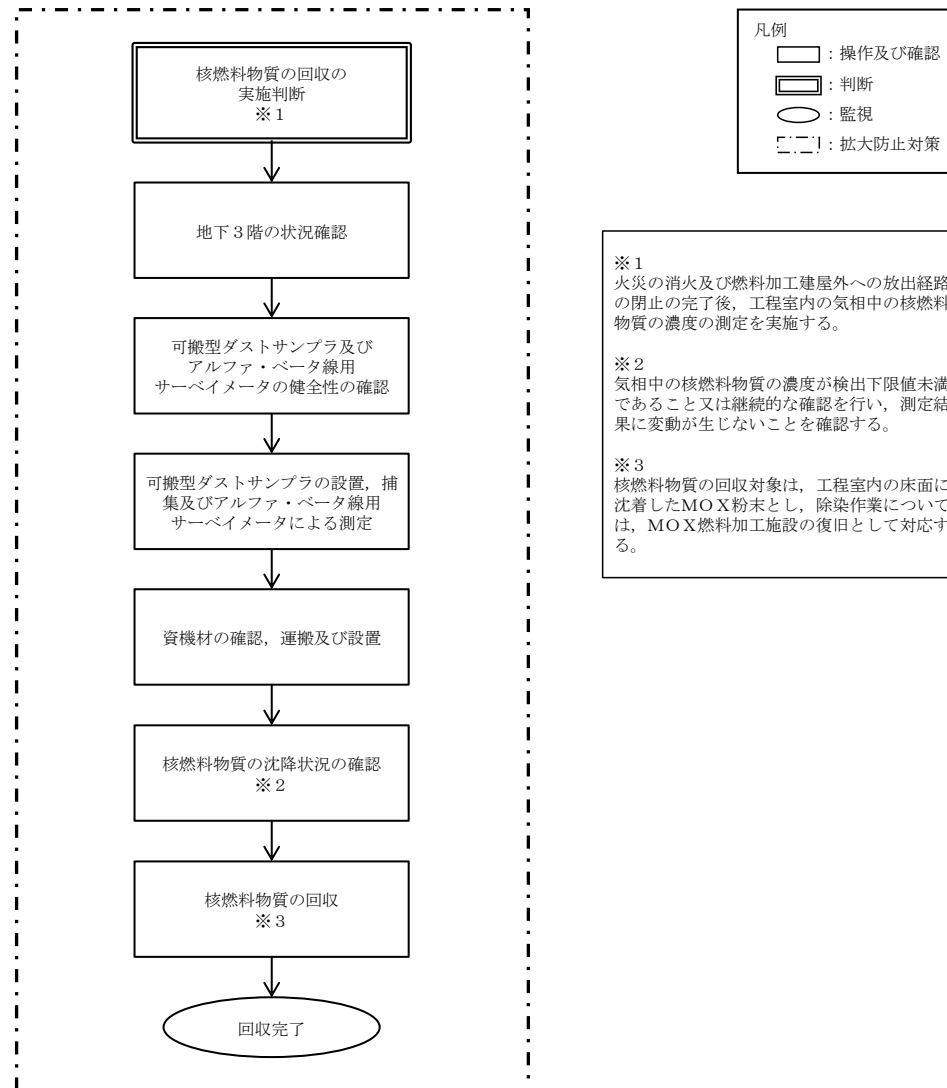 核燃料物質の回収の
実施判断
※１
地下３階の状況確認
可搬型ダストサンプラ及び
アルファ・ベータ線用
サーベイメータの健全性の確認
可搬型ダストサンプラの設置，捕
集及びアルファ・ベータ線用
サーベイメータによる測定
資機材の確認，運搬及び設置
核燃料物質の沈降状況の確認
※２
核燃料物質の回収
※３
回収完了
凡例
：操作及び確認
：判断
：監視
：拡大防止対策
※１
火災の消火及び燃料加工建屋外への放出経路
の閉止の完了後，工程室内の気相中の核燃料
物質の濃度の測定を実施する。
※２
気相中の核燃料物質の濃度が検出下限値未満
であること又は継続的な確認を行い，測定結
果に変動が生じないことを確認する。
※３
核燃料物質の回収対象は，工程室内の床面に
沈着したＭＯＸ粉末とし，除染作業について
は，ＭＯＸ燃料加工施設の復旧として対応す
る。